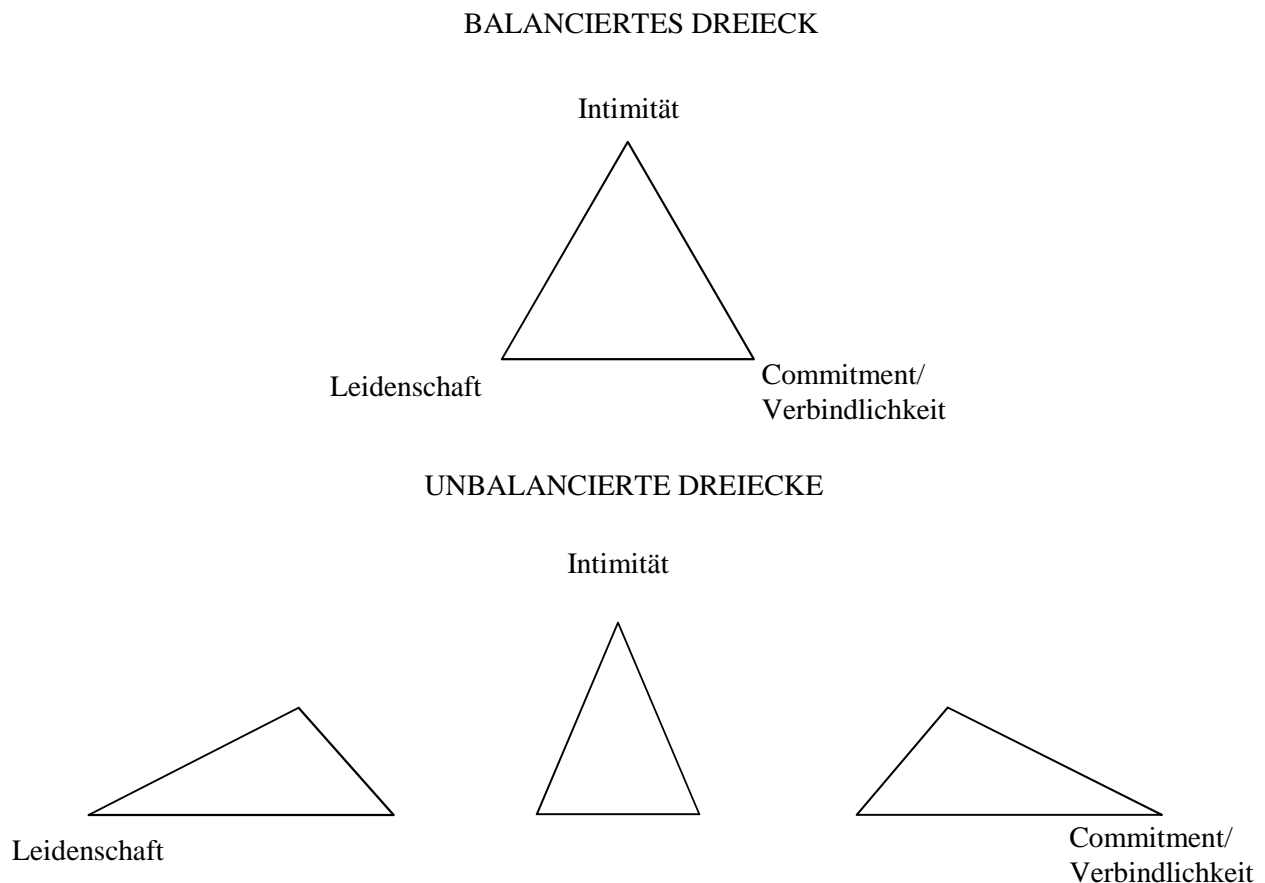 BALANCIERTES DREIECK
Intimität
Leidenschaft
Commitment/
Verbindlichkeit
UNBALANCIERTE DREIECKE
Intimität
Leidenschaft
Commitment/
Verbindlichkeit